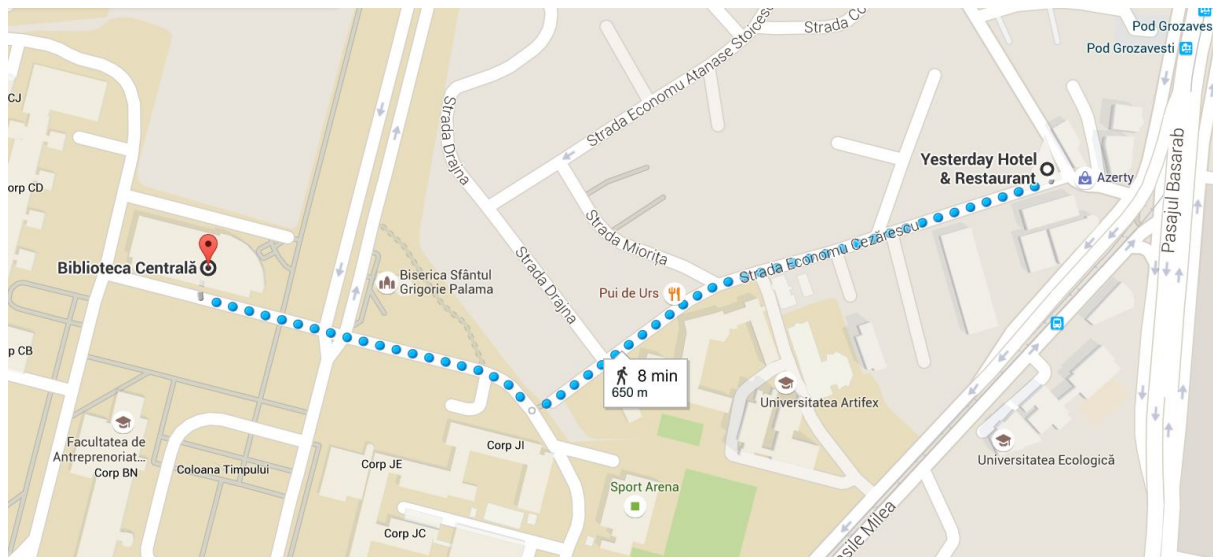 Pod Grozaves
Pod Grozavesti
Strada Co
Strada Economu Atanase Stoicesc
CJ
Strada Drajna
Pasajul Basarab
Yesterday Hotel
& Restaurant
Azerty
orp CD
Strada Miorița
Strada Economu Cezărescu
Biblioteca Centrală
Biserica Sfântul
Grigorie Palama
Strada Drajna
Pui de Urs
p CB
8 min
650 m
Universitatea Artifex
Facultatea de
Antreprenoriat...
Corp BN
Coloana Timpului
Corp JI
Corp JE
Universitatea Ecologică
Sport Arena
Corp JC
asile Milea